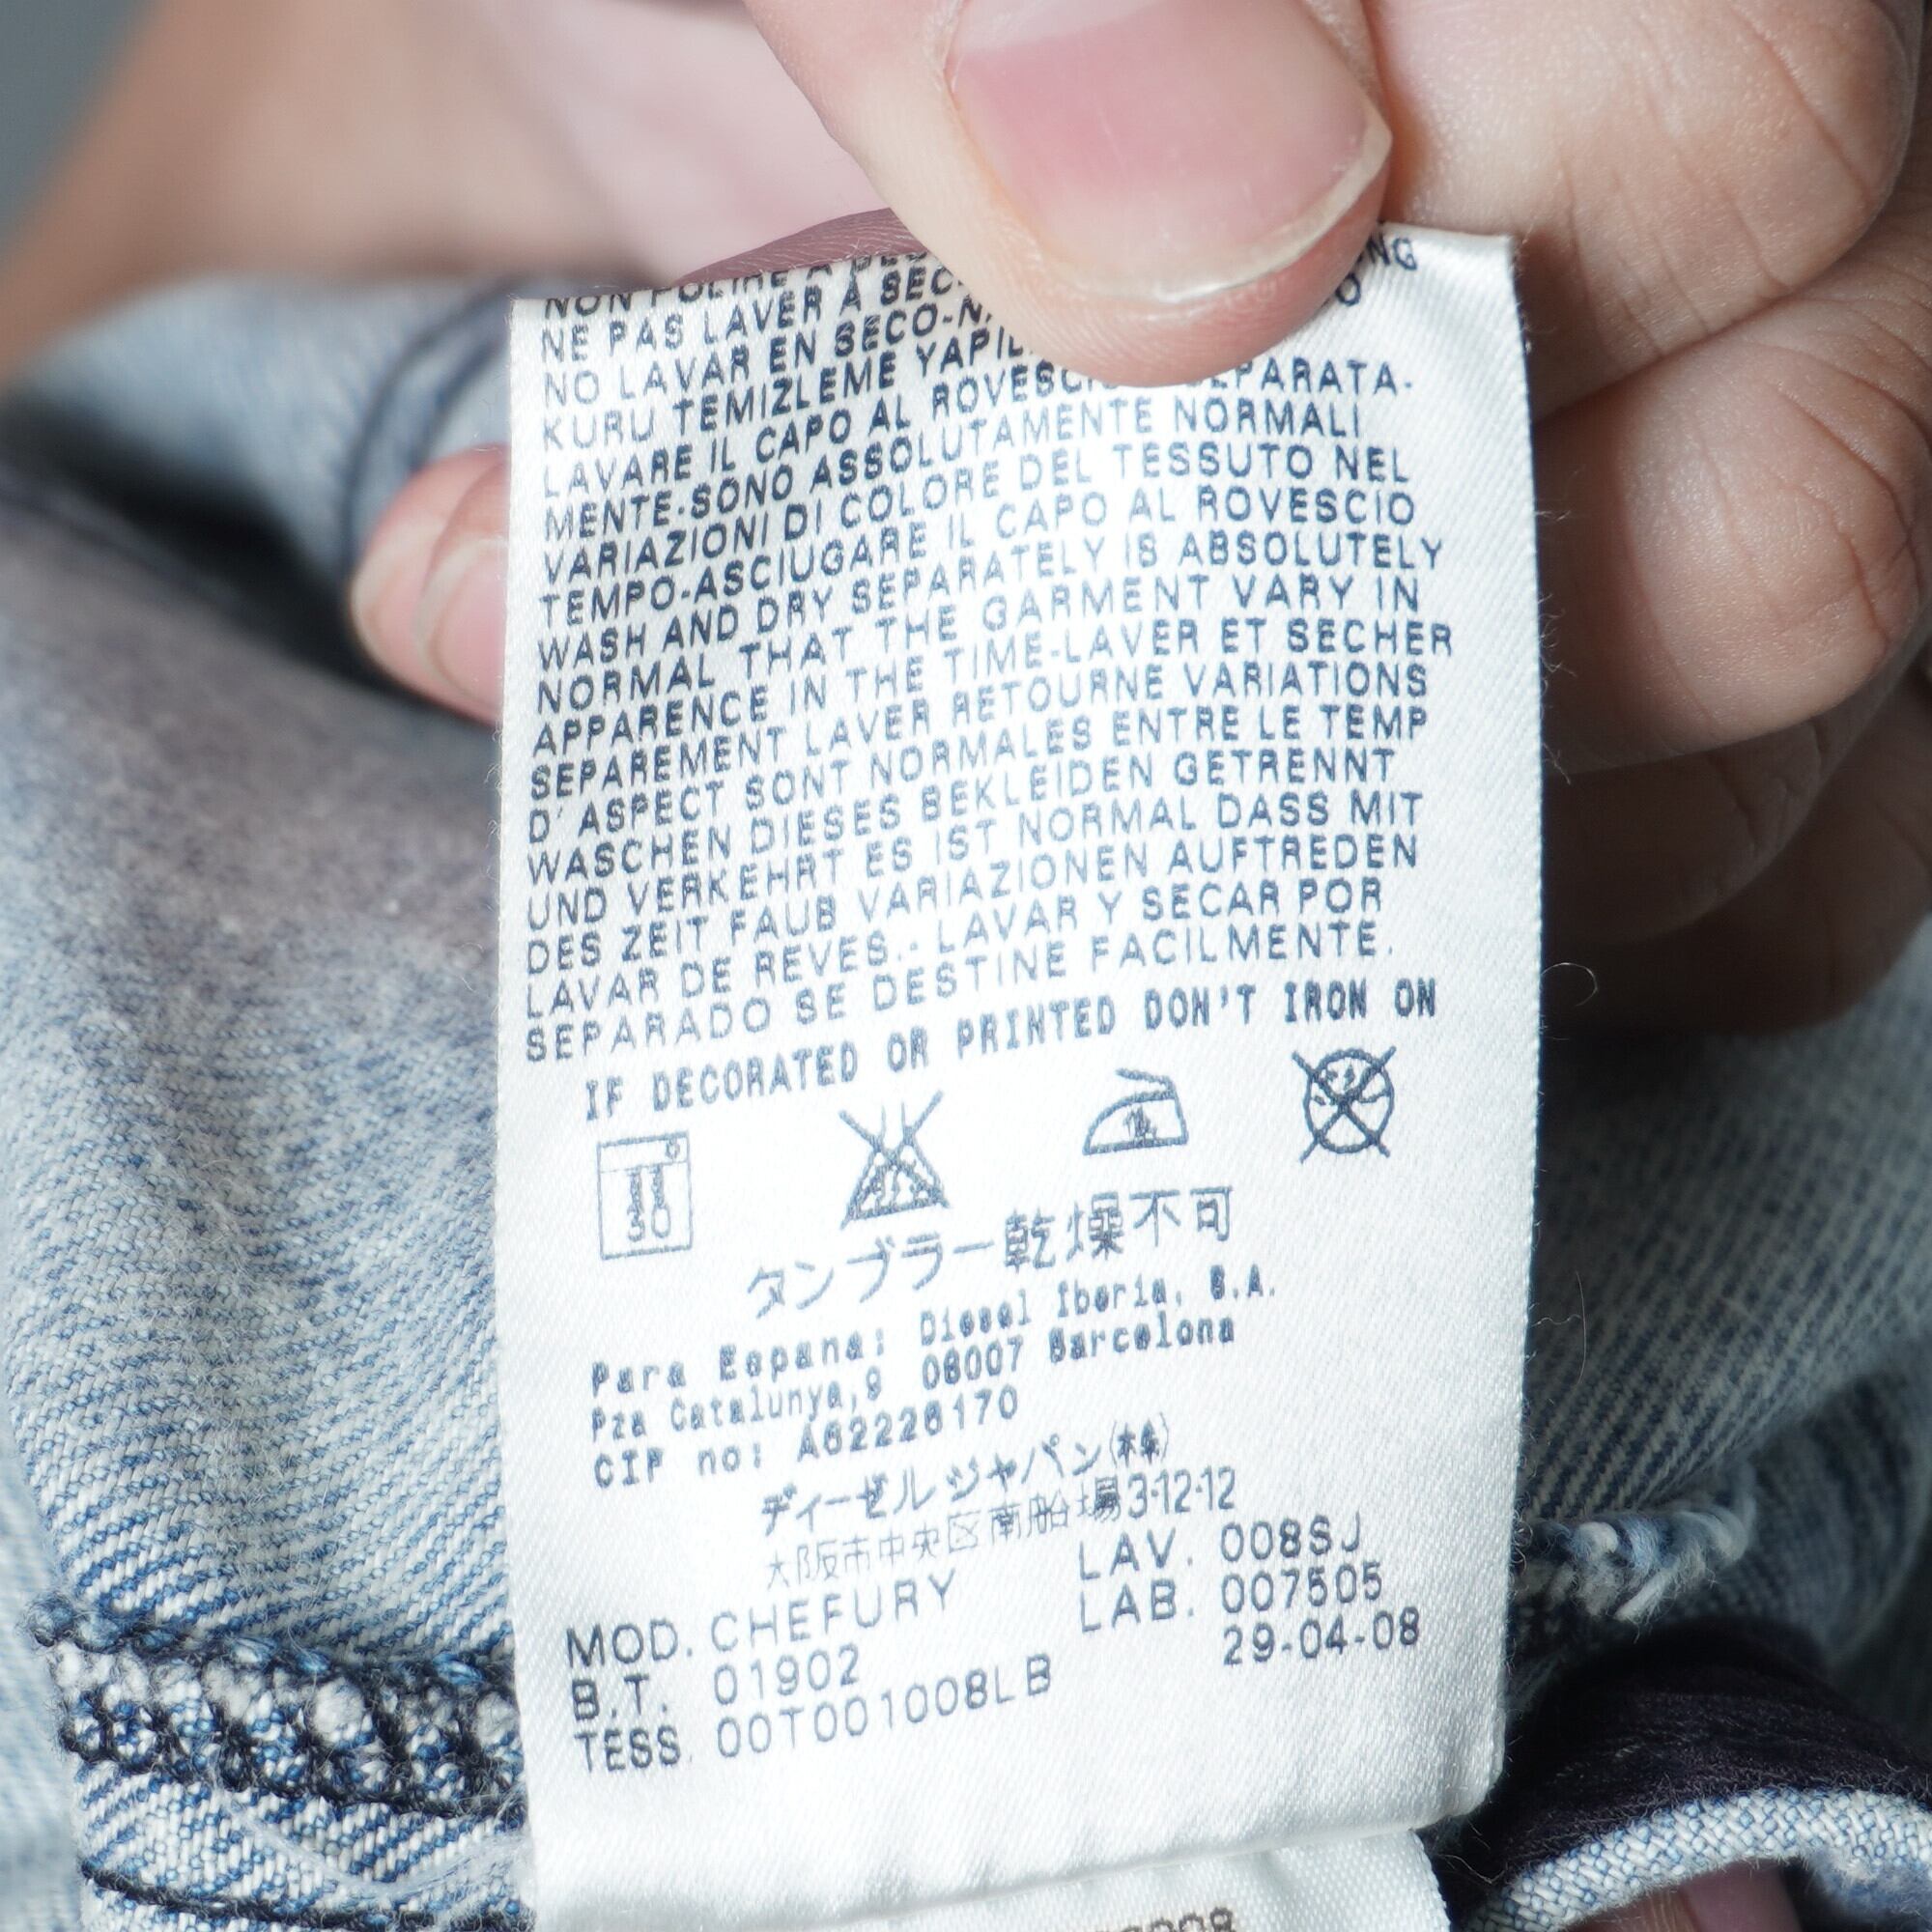 NON
NE PAS LAVER A SEC
NO LAVAR EN SECO-N
KURU TEMIZLEME YAPIL
LAVARE IL CAPO AL
MENTE-SONO ASSOLUTAMENTE NORMALI
VARIAZIONI DI COLORE DEL TESSUTO NEL
TEMPO-ASCIUGARE IL CAPO AL ROVESCIO
WASH AND DRY SEPARATELY IS ABSOLUTELY
NORMAL THAT THE GARMENT VARY IN
APPARENCE IN THE TIME-LAVER ET SECHER
SEPAREMENT LAVER RETOURNE VARIATIONS
D'ASPECT SONT NORMALES ENTRE LE TEMP
WASCHEN DIESES BEKLEIDEN GETRENNT
UND VERKEHRT ES IST NORMAL DASS MIT
DES ZEIT FAUB VARIAZIONEN AUFTREDEN
LAVAR DE REVES.-LAVAR Y SECAR POR
SEPARADO SE DESTINE FACILMENTE.
IF DECORATED OR PRINTED DON'T IRON ON
30
タンブラー乾燥不可
Para Espana: Diesel Iberia, S.A.
Pza Catalunya,9 08007 Barcelona
CIF no: A62226170
ディーゼルジャパン(株)
大阪市中央区南船場3-12-12
MOD. CHEFURY LAV. 008SJ
B.T. 01902 LAB. 007505
TESS. 00T001008LB 29-04-08